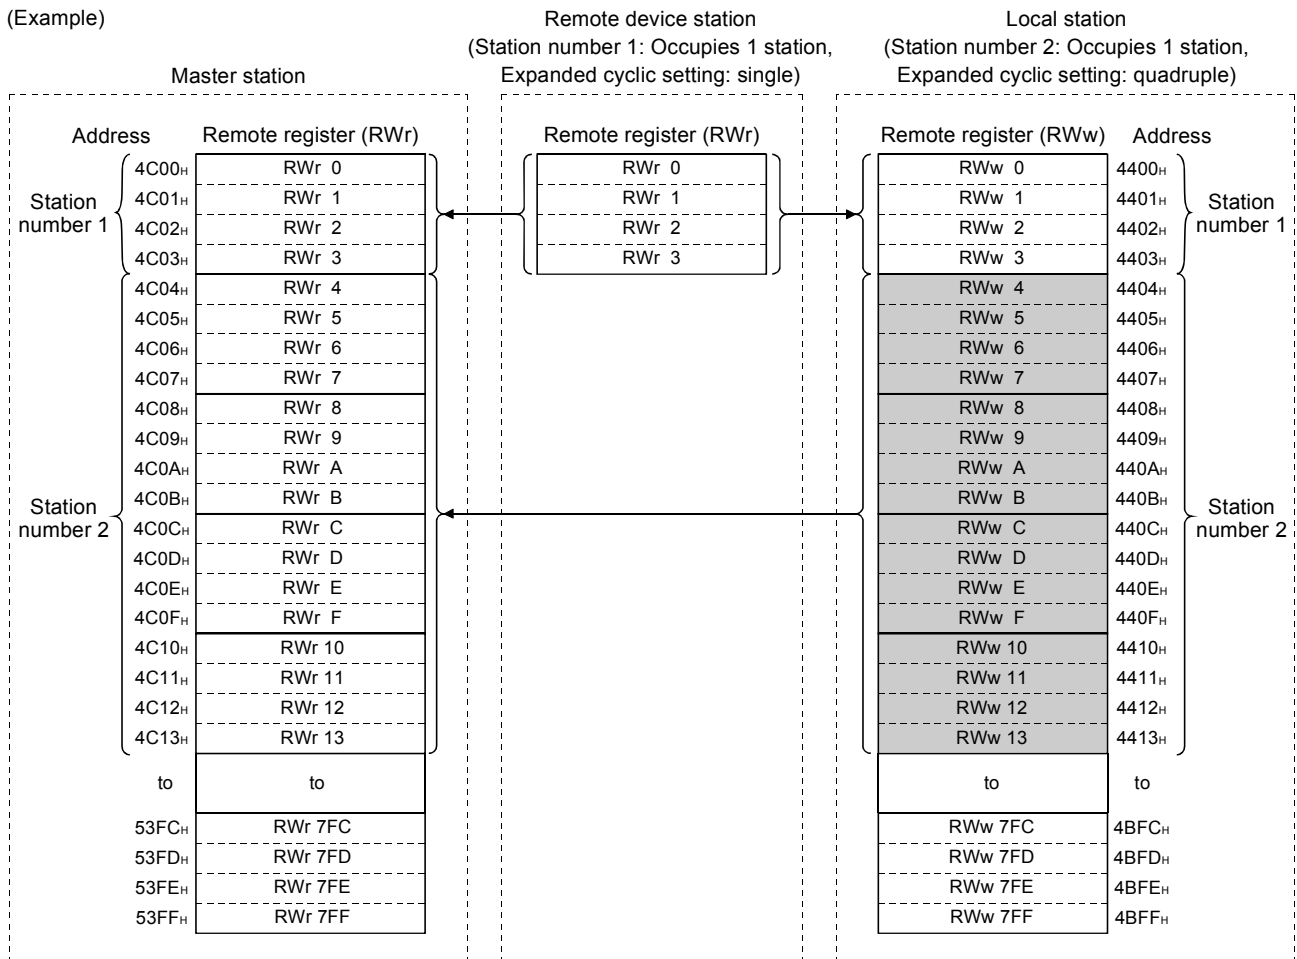 (Example)
Remote device station
(Station number 1: Occupies 1 station,
Expanded cyclic setting: single)
Local station
(Station number 2: Occupies 1 station,
Expanded cyclic setting: quadruple)
Master station
Address Remote register (RWr) Remote register (RWr) Remote register (RWw) Address
4C00H RWr 0 RWr 0 RWw 0 4400H
Station number 1 4C01H RWr 1 RWr 1 RWw 1 4401H Station number 1
4C02H RWr 2 RWr 2 RWw 2 4402H
4C03H RWr 3 RWr 3 RWw 3 4403H
4C04H RWr 4 RWw 4 4404H
4C05H RWr 5 RWw 5 4405H
4C06H RWr 6 RWw 6 4406H
4C07H RWr 7 RWw 7 4407H
4C08H RWr 8 RWw 8 4408H
4C09H RWr 9 RWw 9 4409H
4C0AH RWr A RWw A 440AH
Station number 2 4C0BH RWr B RWw B 440BH Station number 2
4C0CH RWr C RWw C 440CH
4C0DH RWr D RWw D 440DH
4C0EH RWr E RWw E 440EH
4C0FH RWr F RWw F 440FH
4C10H RWr 10 RWw 10 4410H
4C11H RWr 11 RWw 11 4411H
4C12H RWr 12 RWw 12 4412H
4C13H RWr 13 RWw 13 4413H
to to to to
53FCH RWr 7FC RWw 7FC 4BFCH
53FDH RWr 7FD RWw 7FD 4BFDH
53FEH RWr 7FE RWw 7FE 4BFEH
53FFH RWr 7FF RWw 7FF 4BFFH